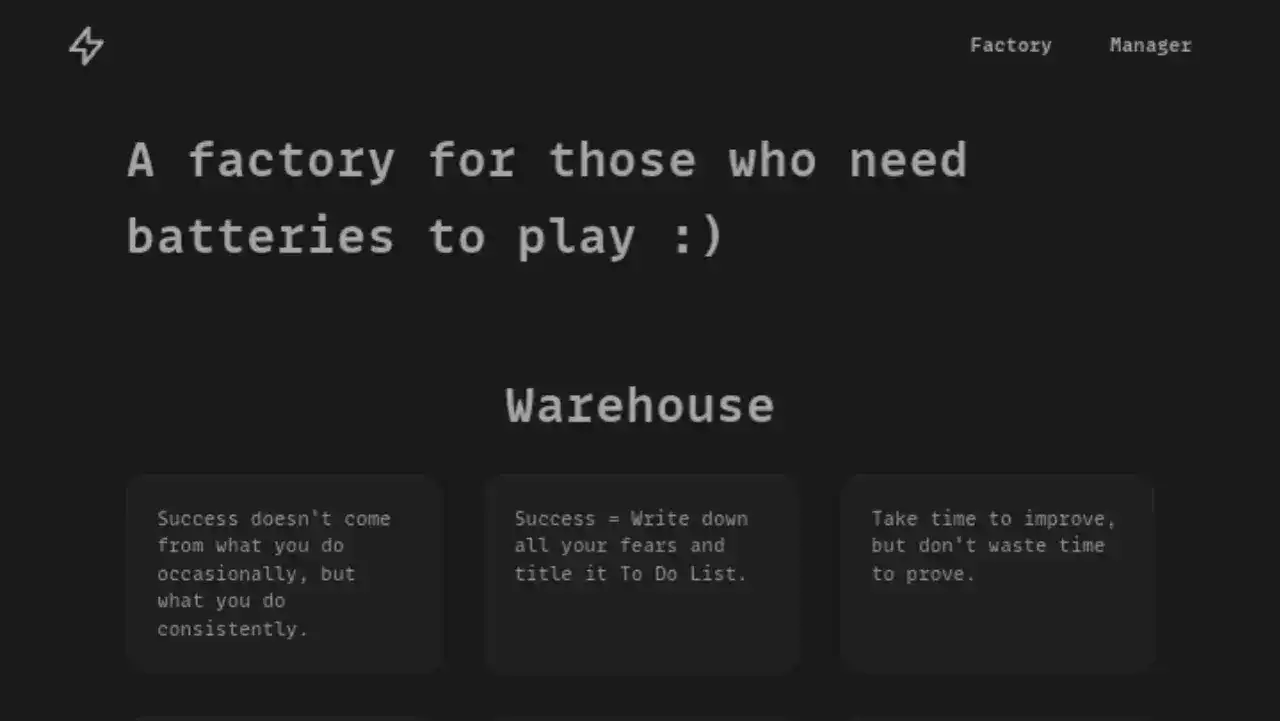 Factory Manager
A factory for those who need
batteries to play :)
Warehouse
Success doesn't come
from what you do
occasionally, but
what you do
consistently.
Success = Write down
all your fears and
title it To Do List.
Take time to improve,
but don't waste time
to prove.